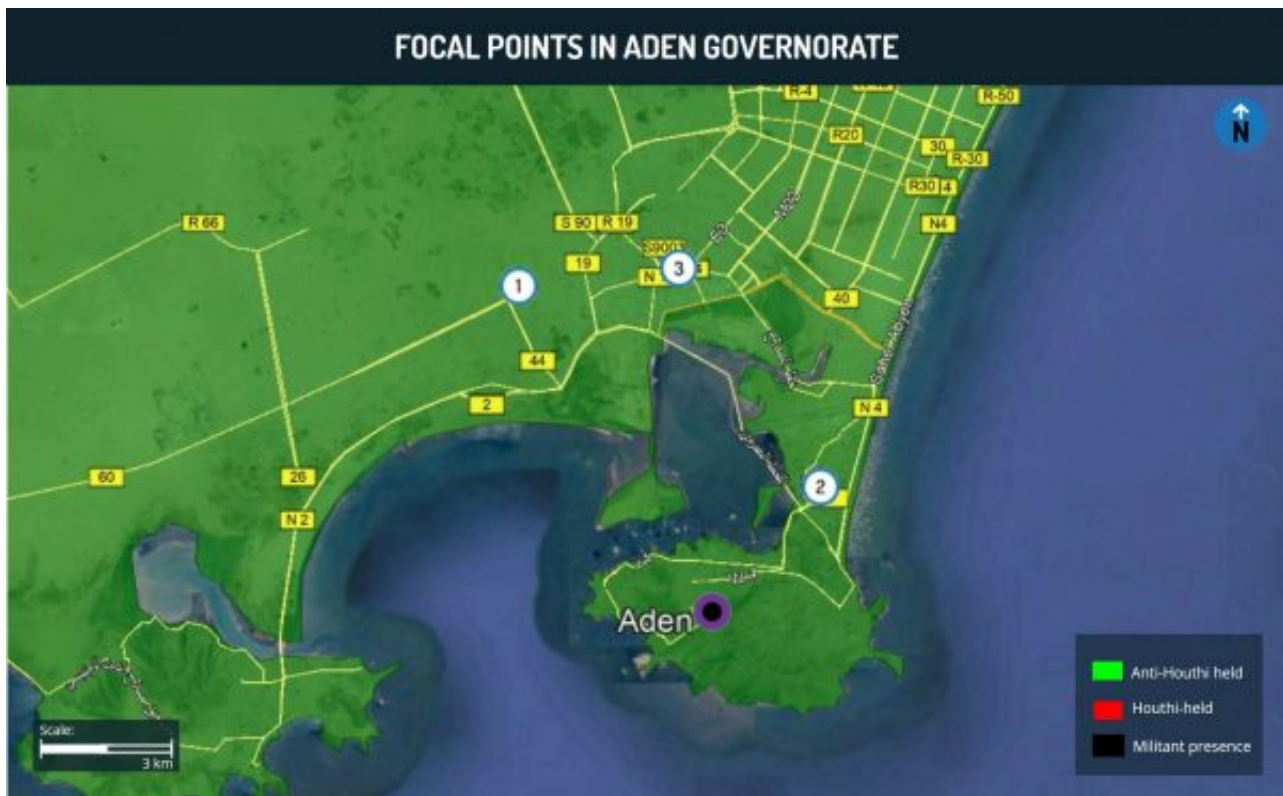 FOCAL POINTS IN ADEN GOVERNORATE
R-4
R-50
N
R20
30
R-30
R30
4
R 66
S 90
R 19
N4
19
3
1
N
40
44
2
N 4
60
26
2
N 2
Aden
Anti-Houthi held
Houthi-held
Militant presence
Scale:
3 km